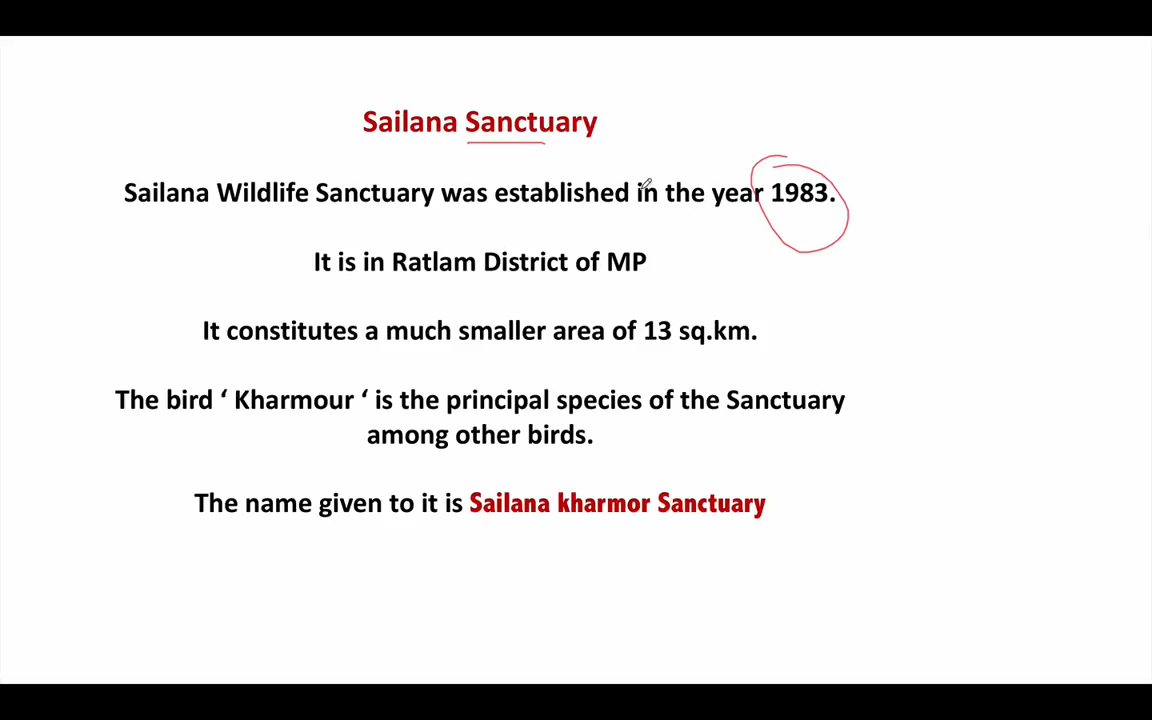 Sailana Sanctuary
Sailana Wildlife Sanctuary was established in the year 1983.
It is in Ratlam District of MP
It constitutes a much smaller area of 13 sq.km.
The bird ‘ Kharmour ‘ is the principal species of the Sanctuary
among other birds.
The name given to it is Sailana kharmor Sanctuary